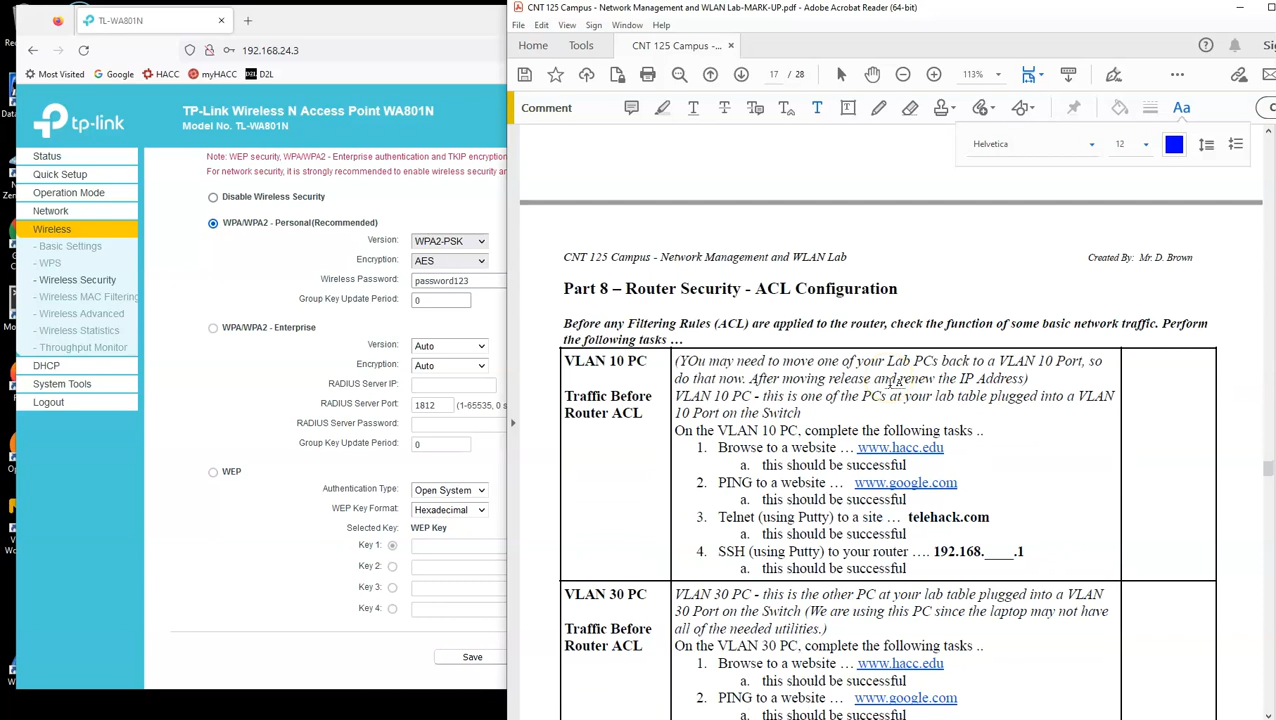 TL-WA801N
192.168.24.3
Most Visited Google HACC myHACC D2L
tp-link
TP-Link Wireless N Access Point WA801N
Model No. TL-WA801N
Status
Quick Setup
Operation Mode
Network
Wireless
- Basic Settings
- WPS
- Wireless Security
- Wireless MAC Filtering
- Wireless Advanced
- Wireless Statistics
- Throughput Monitor
DHCP
System Tools
Logout
Note: WEP security, WPA/WPA2 - Enterprise authentication and TKIP encryption
For network security, it is strongly recommended to enable wireless security an
Disable Wireless Security
WPA/WPA2 - Personal(Recommended)
Version: WPA2-PSK
Encryption: AES
Wireless Password: password123
Group Key Update Period: 0
WPA/WPA2 - Enterprise
Version: Auto
Encryption: Auto
RADIUS Server IP:
RADIUS Server Port: 1812 (1-65535, 0 s
RADIUS Server Password:
Group Key Update Period: 0
WEP
Authentication Type: Open System
WEP Key Format: Hexadecimal
Selected Key: WEP Key
Key 1:
Key 2:
Key 3:
Key 4:
Save
CNT 125 Campus - Network Management and WLAN Lab-MARK-UP.pdf - Adobe Acrobat Reader (64-bit)
File Edit View Sign Window Help
Home Tools CNT 125 Campus -... Sig
17 / 28 113%
Comment Aa
Helvetica 12
CNT 125 Campus - Network Management and WLAN Lab Created By: Mr. D. Brown
Part 8 – Router Security - ACL Configuration
Before any Filtering Rules (ACL) are applied to the router, check the function of some basic network traffic. Perform
the following tasks …
VLAN 10 PC
Traffic Before
Router ACL
(YOu may need to move one of your Lab PCs back to a VLAN 10 Port, so
do that now. After moving release and renew the IP Address)
VLAN 10 PC - this is one of the PCs at your lab table plugged into a VLAN
10 Port on the Switch
On the VLAN 10 PC, complete the following tasks ..
1. Browse to a website … www.hacc.edu
a. this should be successful
2. PING to a website … www.google.com
a. this should be successful
3. Telnet (using Putty) to a site … telehack.com
a. this should be successful
4. SSH (using Putty) to your router …. 192.168.____.1
a. this should be successful
VLAN 30 PC
Traffic Before
Router ACL
VLAN 30 PC - this is the other PC at your lab table plugged into a VLAN
30 Port on the Switch (We are using this PC since the laptop may not have
all of the needed utilities.)
On the VLAN 30 PC, complete the following tasks ..
1. Browse to a website … www.hacc.edu
a. this should be successful
2. PING to a website … www.google.com
a. this should be successful